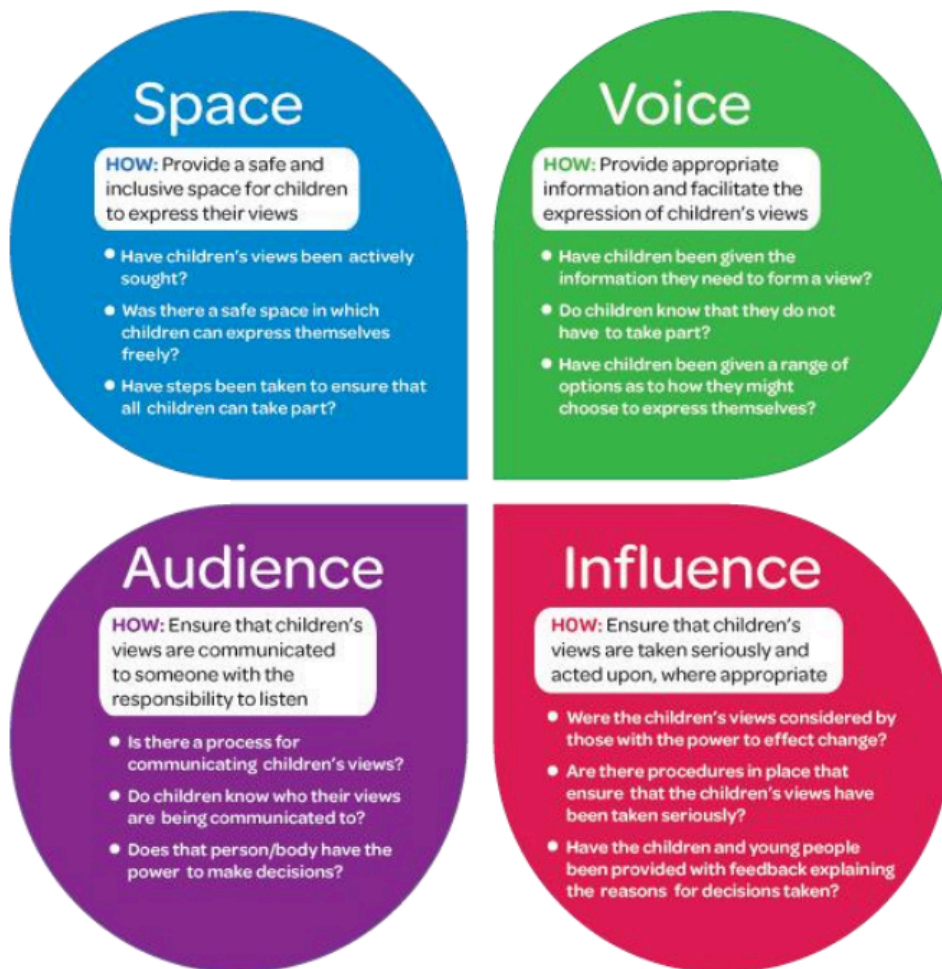 Space
HOW: Provide a safe and
inclusive space for children
to express their views
• Have children's views been actively
sought?
• Was there a safe space in which
children can express themselves
freely?
• Have steps been taken to ensure that
all children can take part?
Voice
HOW: Provide appropriate
information and facilitate the
expression of children's views
• Have children been given the
information they need to form a view?
• Do children know that they do not
have to take part?
• Have children been given a range of
options as to how they might
choose to express themselves?
Audience
HOW: Ensure that children's
views are communicated
to someone with the
responsibility to listen
• Is there a process for
communicating children's views?
• Do children know who their views
are being communicated to?
• Does that person/body have the
power to make decisions?
Influence
HOW: Ensure that children's
views are taken seriously and
acted upon, where appropriate
• Were the children's views considered by
those with the power to effect change?
• Are there procedures in place that
ensure that the children's views have
been taken seriously?
• Have the children and young people
been provided with feedback explaining
the reasons for decisions taken?